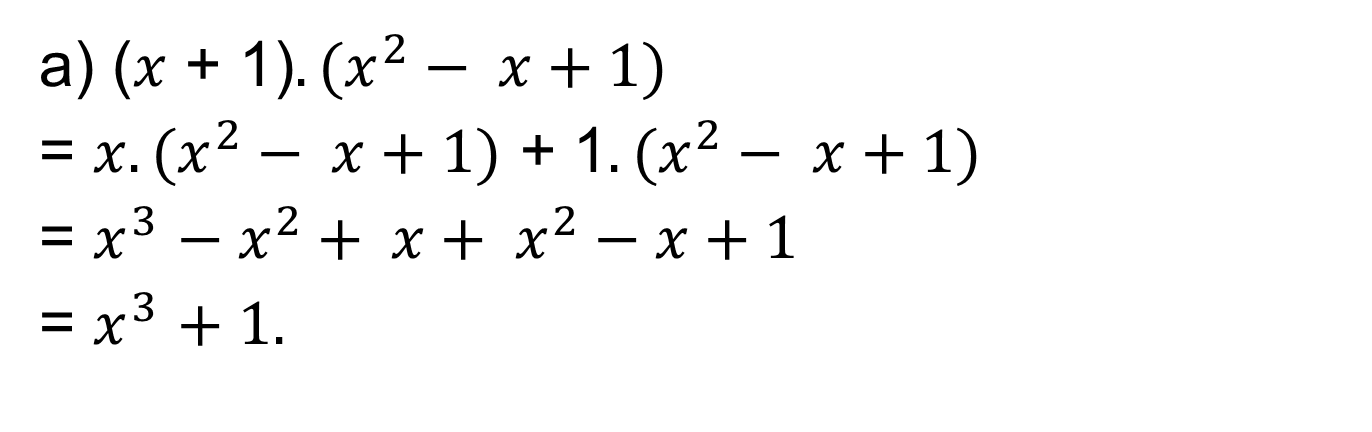 a) (x + 1). (x² − x + 1)
= x. (x² − x + 1) + 1. (x² − x + 1)
= x³ − x² + x + x² − x + 1
= x³ + 1.